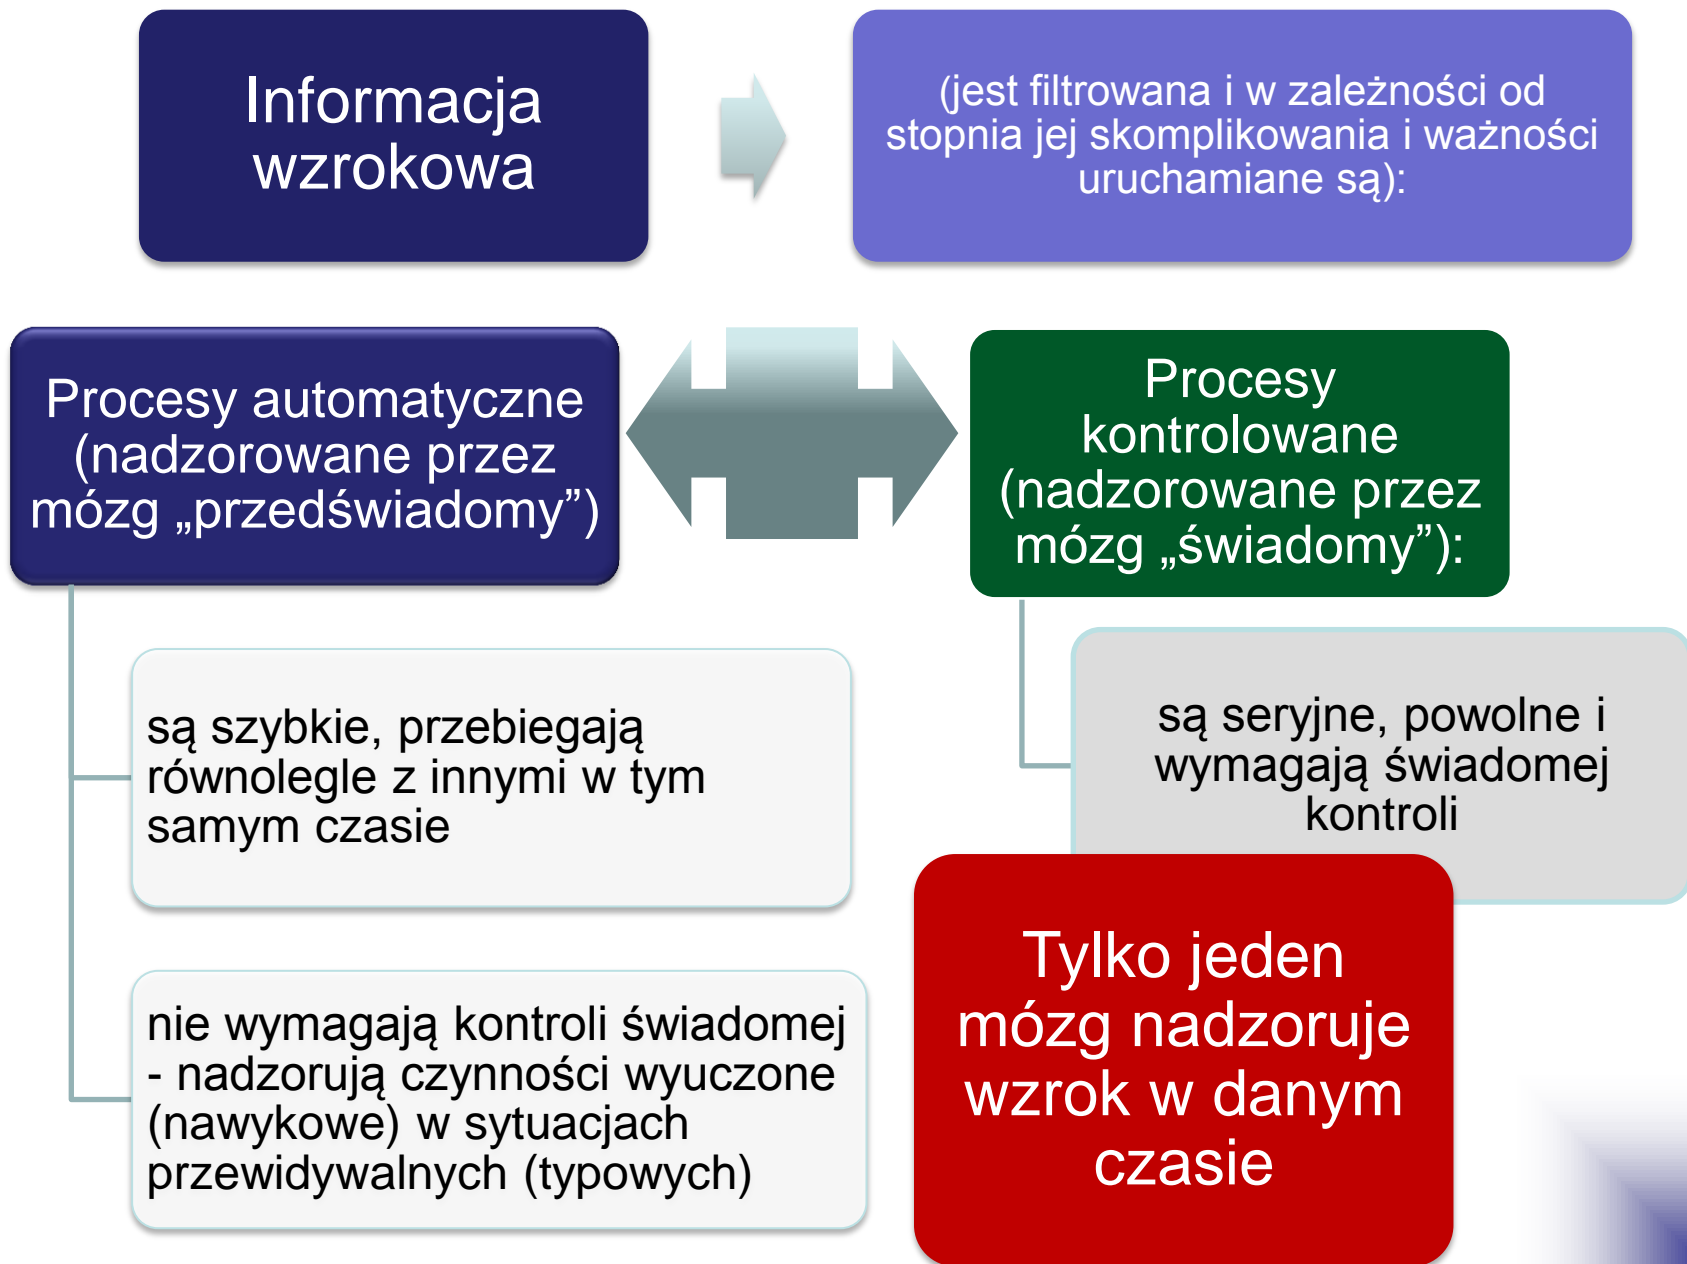 Informacja
wzrokowa
(jest filtrowana i w zależności od
stopnia jej skomplikowania i ważności
uruchamiane są):
Procesy automatyczne
(nadzorowane przez
mózg „przedświadomy”)
Procesy
kontrolowane
(nadzorowane przez
mózg „świadomy”):
są szybkie, przebiegają
równolegle z innymi w tym
samym czasie
nie wymagają kontroli świadomej
- nadzorują czynności wyuczone
(nawykowe) w sytuacjach
przewidywalnych (typowych)
są seryjne, powolne i
wymagają świadomej
kontroli
Tylko jeden
mózg nadzoruje
wzrok w danym
czasie